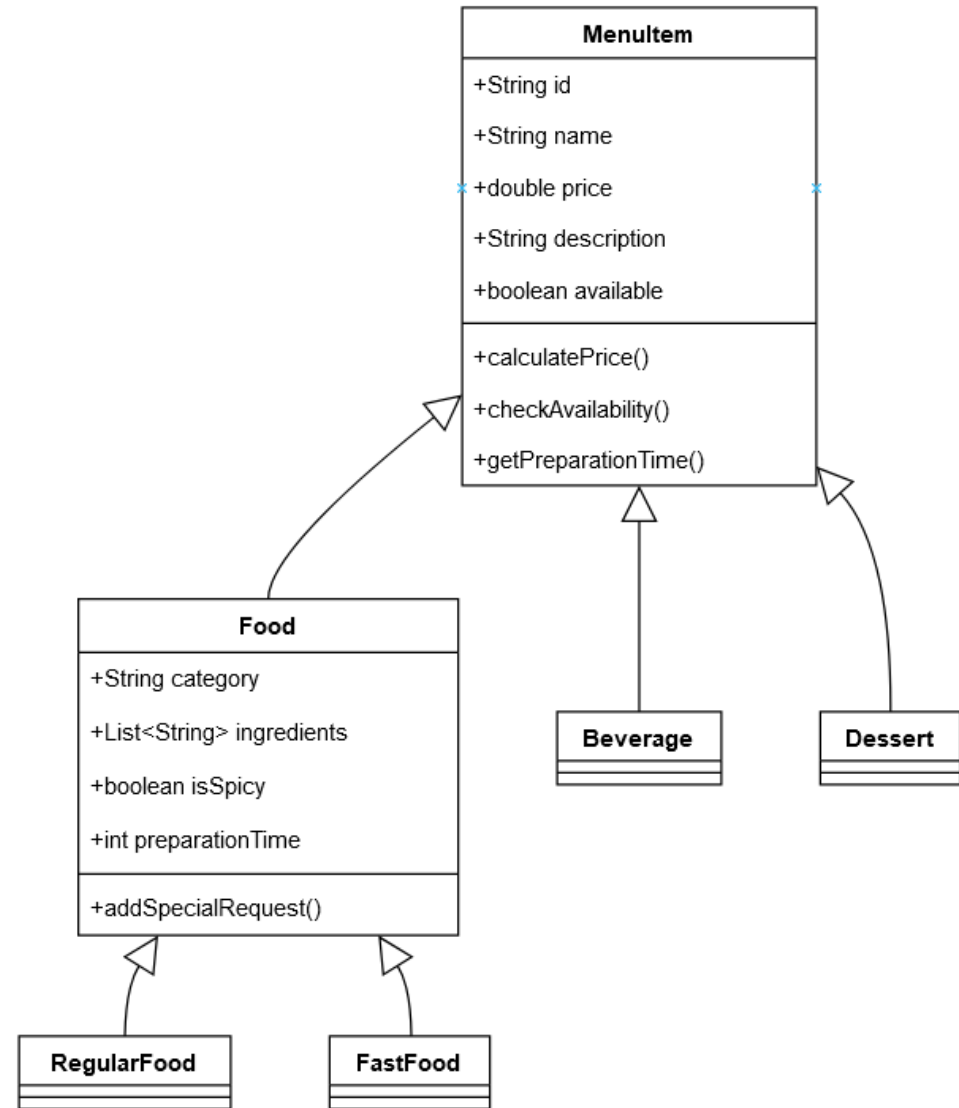 MenuItem
+String id
+String name
+double price
+String description
+boolean available
+calculatePrice()
+checkAvailability()
+getPreparationTime()
Food
+String category
+List<String> ingredients
+boolean isSpicy
+int preparationTime
+addSpecialRequest()
Beverage
Dessert
RegularFood
FastFood